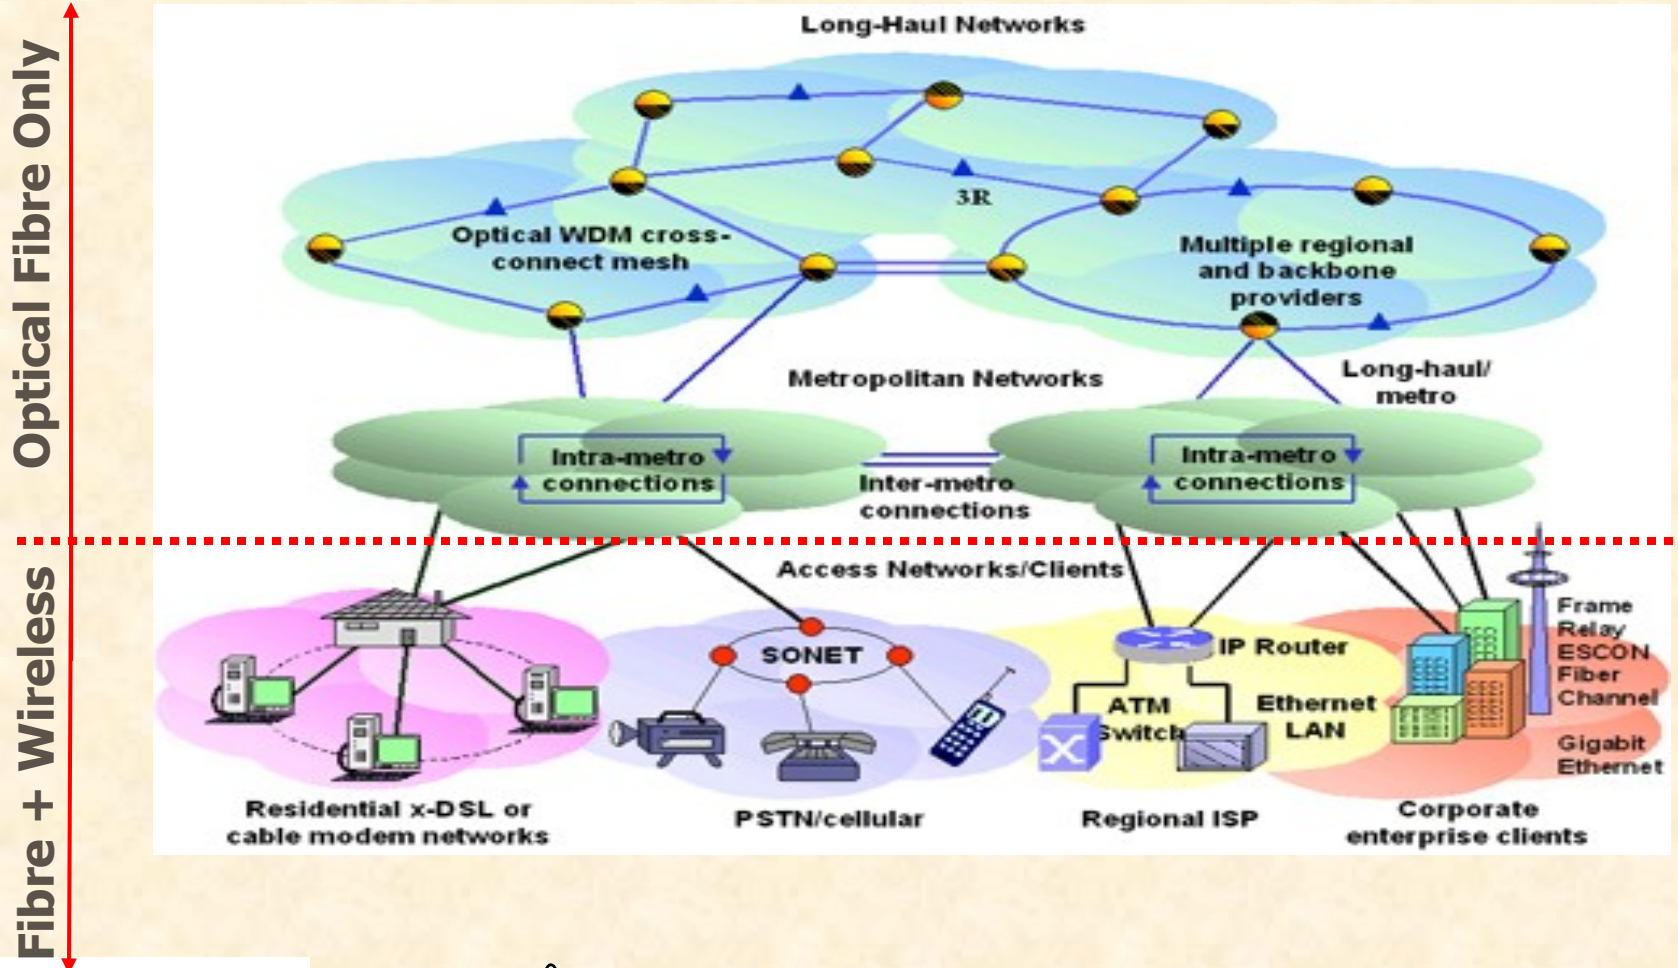 Optical Fibre Only
Fibre + Wireless
Long-Haul Networks
3R
Optical WDM cross-
connect mesh
Multiple regional
and backbone
providers
Metropolitan Networks
Long-haul/
metro
Intra-metro
connections
Inter-metro
connections
Intra-metro
connections
Access Networks/Clients
SONET
IP Router
ATM
Switch
Ethernet
LAN
Frame
Relay
ESCON
Fiber
Channel
Gigabit
Ethernet
Residential x-DSL or
cable modem networks
PSTN/cellular
Regional ISP
Corporate
enterprise clients